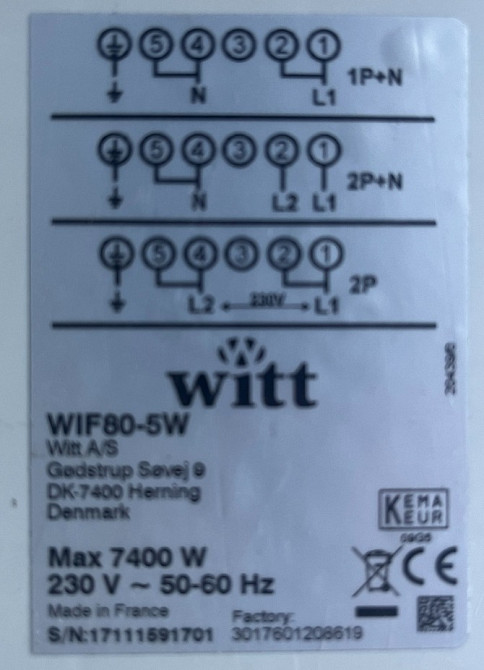 5 4 3 2 1
1P+N
N L1
5 4 3 2 1
2P+N
N L2 L1
5 4 3 2 1
2P
L2 230V L1
witt
WIF80-5W
Witt A/S
Gødstrup Søvej 9
DK-7400 Herning
Denmark
KEMA
KEUR
Max 7400 W
230 V ~ 50-60 Hz
CE
Made in France
Factory:
S/N:17111591701 3017601208619